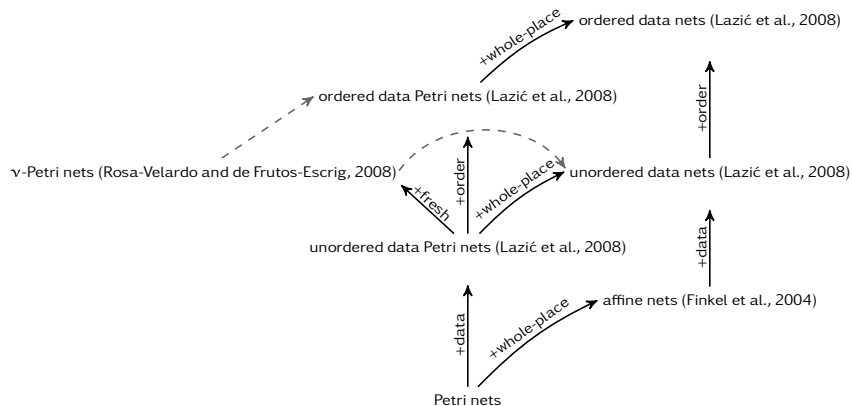 ordered data nets (Lazić et al., 2008)
+whole-place
ordered data Petri nets (Lazić et al., 2008)
+order
ν-Petri nets (Rosa-Velardo and de Frutos-Escrig, 2008)
unordered data nets (Lazić et al., 2008)
+fresh
+order
+whole-place
unordered data Petri nets (Lazić et al., 2008)
+data
affine nets (Finkel et al., 2004)
+data
+whole-place
Petri nets